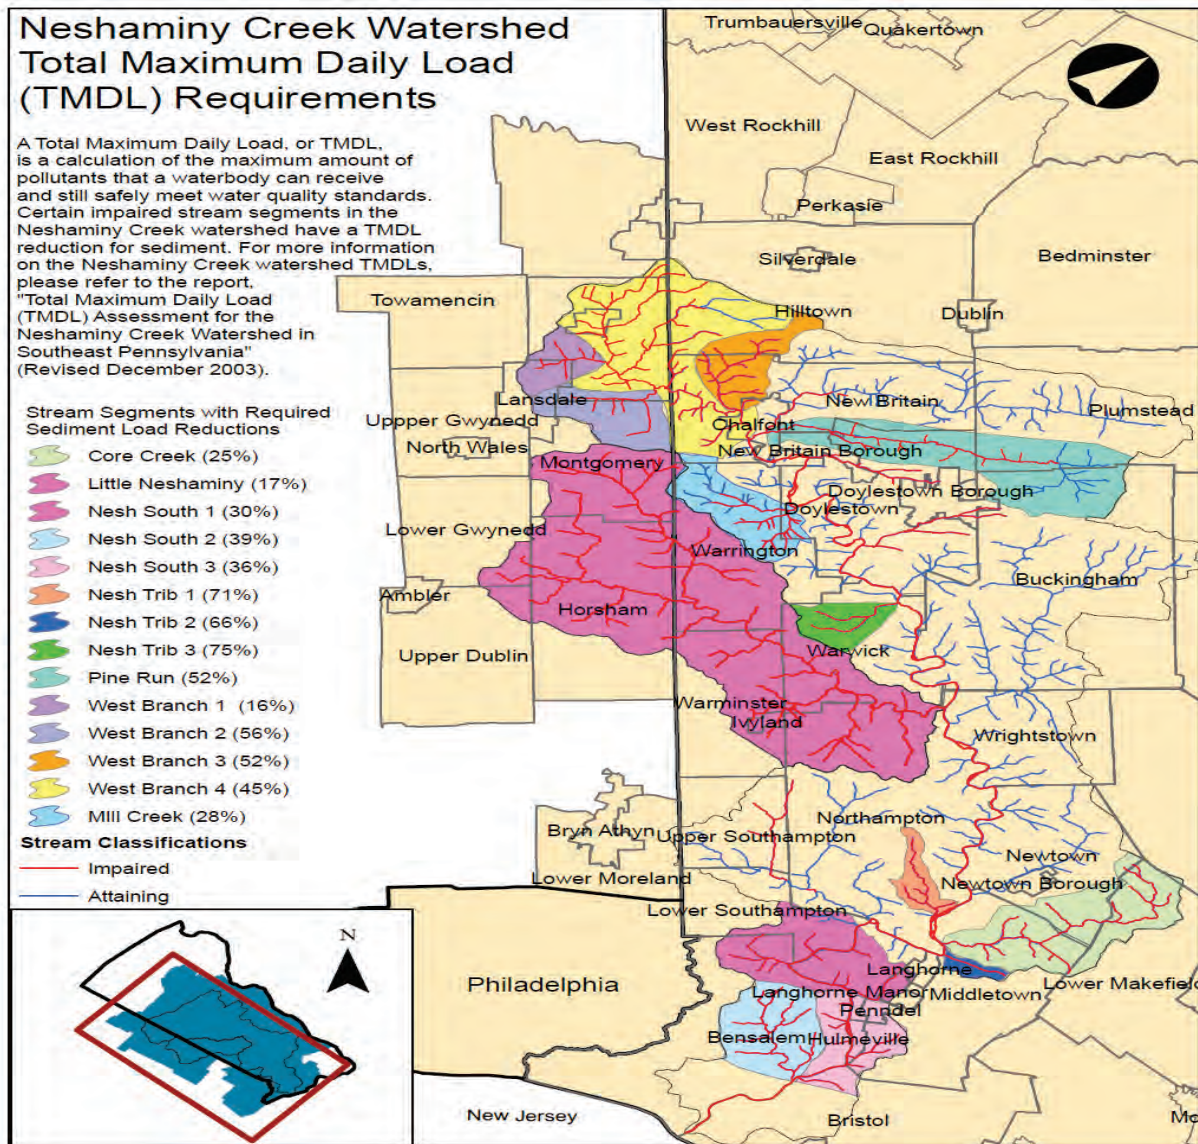 Neshaminy Creek Watershed
Total Maximum Daily Load
(TMDL) Requirements
A Total Maximum Daily Load, or TMDL,
is a calculation of the maximum amount of
pollutants that a waterbody can receive
and still safely meet water quality standards.
Certain impaired stream segments in the
Neshaminy Creek watershed have a TMDL
reduction for sediment. For more information
on the Neshaminy Creek watershed TMDLs,
please refer to the report,
"Total Maximum Daily Load
(TMDL) Assessment for the
Neshaminy Creek Watershed in
Southeast Pennsylvania"
(Revised December 2003).
Stream Segments with Required
Sediment Load Reductions
Core Creek (25%)
Little Neshaminy (17%)
Nesh South 1 (30%)
Nesh South 2 (39%)
Nesh South 3 (36%)
Nesh Trib 1 (71%)
Nesh Trib 2 (66%)
Nesh Trib 3 (75%)
Pine Run (52%)
West Branch 1 (16%)
West Branch 2 (56%)
West Branch 3 (52%)
West Branch 4 (45%)
MIll Creek (28%)
Stream Classifications
Impaired
Attaining
N
Trumbauersville
Quakertown
West Rockhill
East Rockhill
Perkasie
Silverdale
Bedminster
Towamencin
Hilltown
Dublin
Lansdale
New Britain
Plumstead
Uppper Gwynedd
Chalfont
North Wales
New Britain Borough
Montgomery
Doylestown Borough
Doylestown
Lower Gwynedd
Warrington
Buckingham
Ambler
Horsham
Upper Dublin
Warwick
Warminster
Ivyland
Wrightstown
Bryn Athyn
Upper Southampton
Northampton
Newtown
Lower Moreland
Newtown Borough
Lower Southampton
Philadelphia
Langhorne
Langhorne Manor
Middletown
Lower Makefield
Penndel
Bensalem
Hulmeville
New Jersey
Bristol